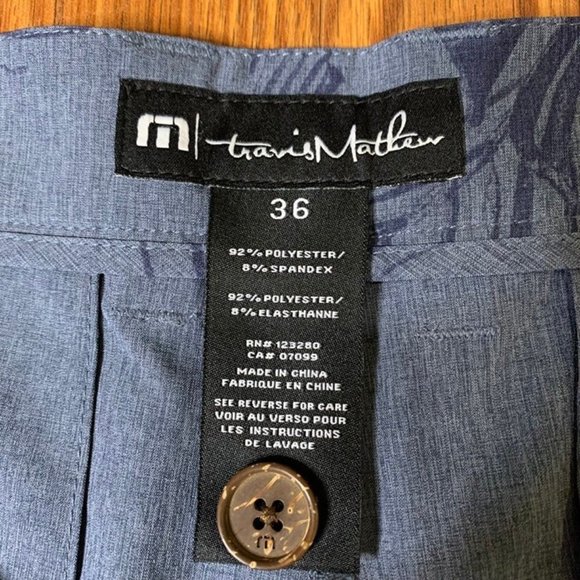 m | travisMathew
36
92% POLYESTER/
8% SPANDEX
92% POLYESTER/
8% ELASTHANNE
RN# 123280
CA# 07099
MADE IN CHINA
FABRIQUE EN CHINE
SEE REVERSE FOR CARE
VOIR AU VERSO POUR
LES INSTRUCTIONS
DE LAVAGE
m